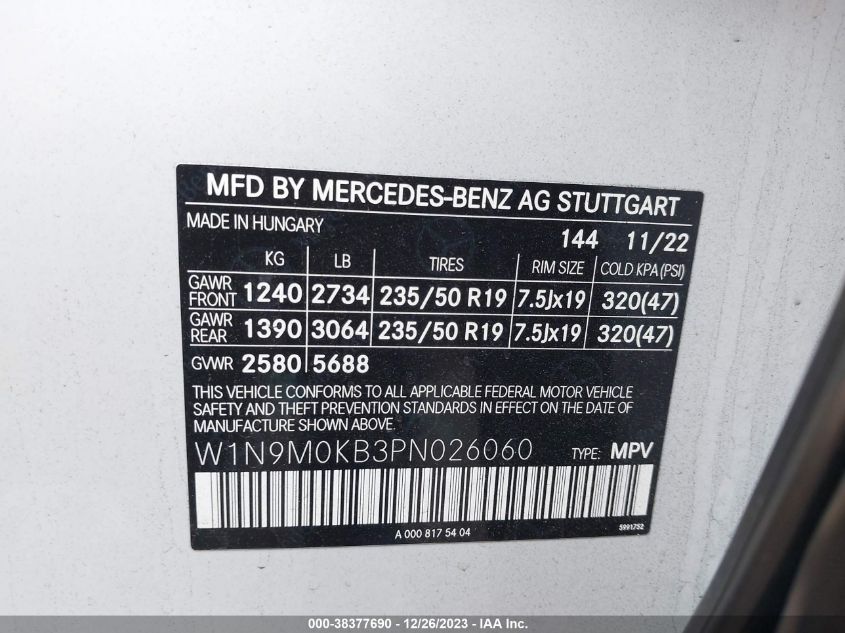 MFD BY MERCEDES-BENZ AG STUTTGART
MADE IN HUNGARY
144 11/22
KG LB TIRES RIM SIZE COLD KPA (PSI)
GAWR FRONT 1240 2734 235/50 R19 7.5Jx19 320(47)
GAWR REAR 1390 3064 235/50 R19 7.5Jx19 320(47)
GVWR 2580 5688
THIS VEHICLE CONFORMS TO ALL APPLICABLE FEDERAL MOTOR VEHICLE
SAFETY AND THEFT PREVENTION STANDARDS IN EFFECT ON THE DATE OF
MANUFACTURE SHOWN ABOVE.
W1N9M0KB3PN026060 TYPE: MPV
A 000 817 54 04 5991752
000-38377690 - 12/26/2023 - IAA Inc.